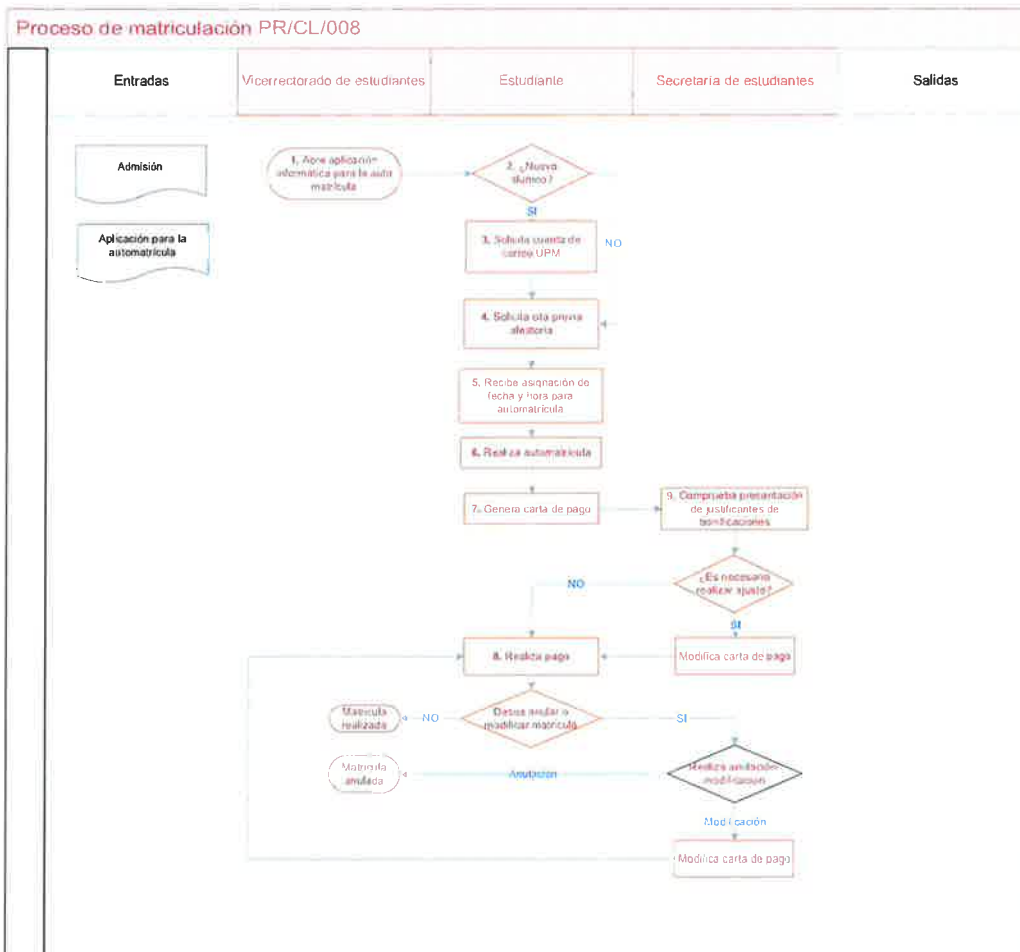 Proceso de matriculación PR/CL/008
Entradas
Vicerrectorado de estudiantes
Estudiante
Secretaría de estudiantes
Salidas
Admisión
1. Abre aplicación
informática para la auto
matrícula
2. ¿Nuevo
alumno?
SI
Aplicación para la
automatrícula
3. Solicita cuenta de
correo UPM
NO
4. Solicita cita previa
aleatoria
5. Recibe asignación de
fecha y hora para
automatrícula
6. Realiza automatrícula
7. Genera carta de pago
9. Comprueba presentación
de justificantes de
bonificaciones
¿Es necesario
realizar ajuste?
NO
SI
8. Realiza pago
Modifica carta de pago
Matrícula
realizada
NO
Desea anular o
modificar matrícula
SI
Matrícula
anulada
Anulación
Realiza anulación-
modificación
Modificación
Modifica carta de pago